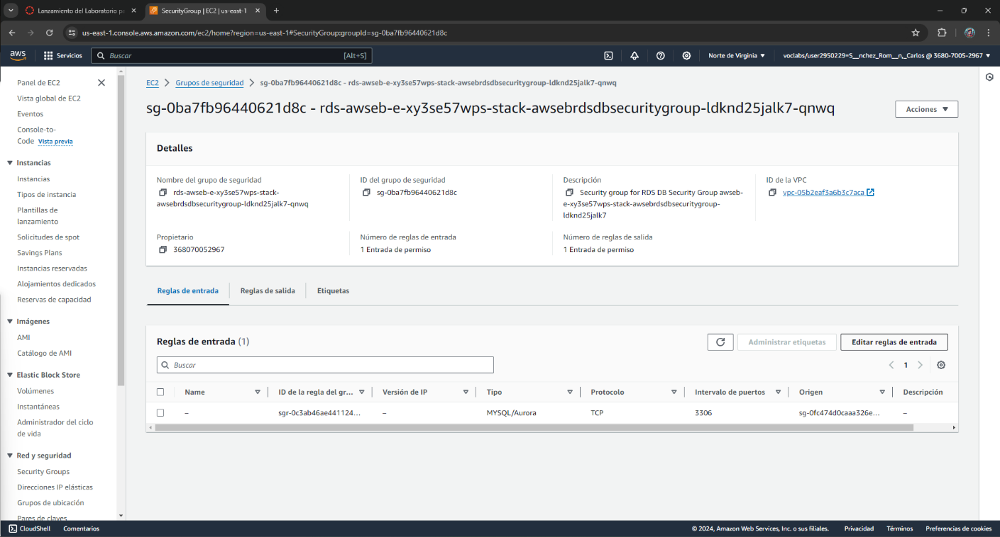 Lanzamiento del Laboratorio pa
SecurityGroup | EC2 | us-east-1
us-east-1.console.aws.amazon.com/ec2/home?region=us-east-1#SecurityGroup:groupId=sg-0ba7fb96440621d8c
aws
Servicios
Buscar
[Alt+S]
Norte de Virginia
voclabs/user2950229=S__nchez_Rom__n,_Carlos @ 3680-7005-2967
Panel de EC2
Vista global de EC2
Eventos
Console-to-
Code Vista previa
Instancias
Instancias
Tipos de instancia
Plantillas de
lanzamiento
Solicitudes de spot
Savings Plans
Instancias reservadas
Alojamientos dedicados
Reservas de capacidad
Imágenes
AMI
Catálogo de AMI
Elastic Block Store
Volúmenes
Instantáneas
Administrador del ciclo
de vida
Red y seguridad
Security Groups
Direcciones IP elásticas
Grupos de ubicación
Pares de claves
EC2
Grupos de seguridad
sg-0ba7fb96440621d8c - rds-awseb-e-xy3se57wps-stack-awsebrdsdbsecuritygroup-ldknd25jalk7-qnwq
sg-0ba7fb96440621d8c - rds-awseb-e-xy3se57wps-stack-awsebrdsdbsecuritygroup-ldknd25jalk7-qnwq
Acciones
Detalles
Nombre del grupo de seguridad
rds-awseb-e-xy3se57wps-stack-
awsebrdsdbsecuritygroup-ldknd25jalk7-qnwq
ID del grupo de seguridad
sg-0ba7fb96440621d8c
Descripción
Security group for RDS DB Security Group awseb-
e-xy3se57wps-stack-awsebrdsdbsecuritygroup-
ldknd25jalk7
ID de la VPC
vpc-05b2eaf3a6b3c7aca
Propietario
368070052967
Número de reglas de entrada
1 Entrada de permiso
Número de reglas de salida
1 Entrada de permiso
Reglas de entrada
Reglas de salida
Etiquetas
Reglas de entrada (1)
Administrar etiquetas
Editar reglas de entrada
Buscar
1
Name
ID de la regla del gr...
Versión de IP
Tipo
Protocolo
Intervalo de puertos
Origen
Descripción
–
sgr-0c3ab46ae441124...
–
MYSQL/Aurora
TCP
3306
sg-0fc474d0caaa326e...
–
CloudShell
Comentarios
© 2024, Amazon Web Services, Inc. o sus filiales.
Privacidad
Términos
Preferencias de cookies